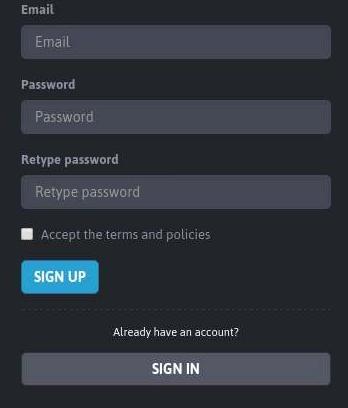 Email
Email
Password
Password
Retype password
Retype password
Accept the terms and policies
SIGN UP
Already have an account?
SIGN IN